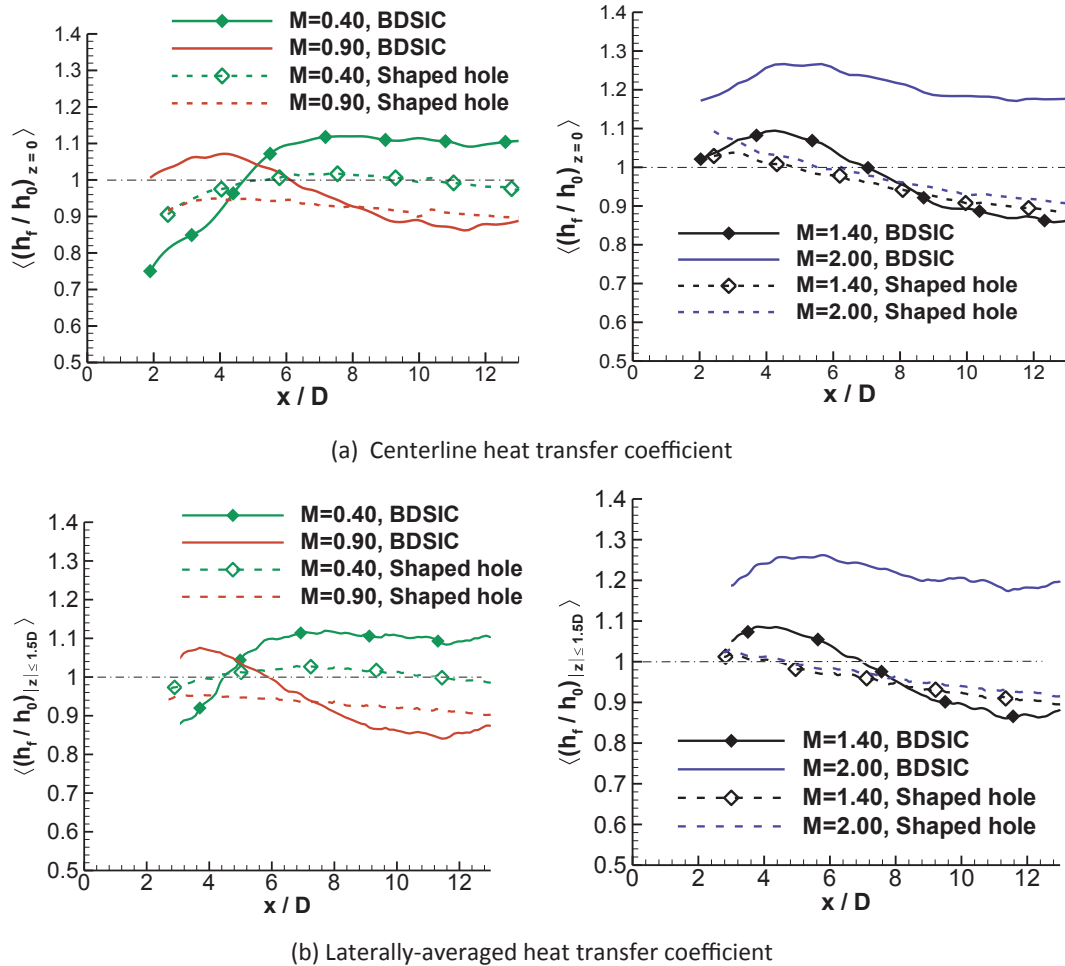 M=0.40, BDSIC
M=0.90, BDSIC
M=0.40, Shaped hole
M=0.90, Shaped hole
1.4
1.3
1.2
1.1
1
0.9
0.8
0.7
0.6
0.5
0 2 4 6 8 10 12
x / D
⟨(h_f / h_0)_{z=0}⟩
1.4
1.3
1.2
1.1
1
0.9
0.8
0.7
0.6
0.5
0 2 4 6 8 10 12
x / D
⟨(h_f / h_0)_{z=0}⟩
M=1.40, BDSIC
M=2.00, BDSIC
M=1.40, Shaped hole
M=2.00, Shaped hole
(a) Centerline heat transfer coefficient
M=0.40, BDSIC
M=0.90, BDSIC
M=0.40, Shaped hole
M=0.90, Shaped hole
1.4
1.3
1.2
1.1
1
0.9
0.8
0.7
0.6
0.5
0 2 4 6 8 10 12
x / D
⟨(h_f / h_0)_{|z|≤1.5D}⟩
1.4
1.3
1.2
1.1
1
0.9
0.8
0.7
0.6
0.5
0 2 4 6 8 10 12
x / D
⟨(h_f / h_0)_{|z|≤1.5D}⟩
M=1.40, BDSIC
M=2.00, BDSIC
M=1.40, Shaped hole
M=2.00, Shaped hole
(b) Laterally-averaged heat transfer coefficient